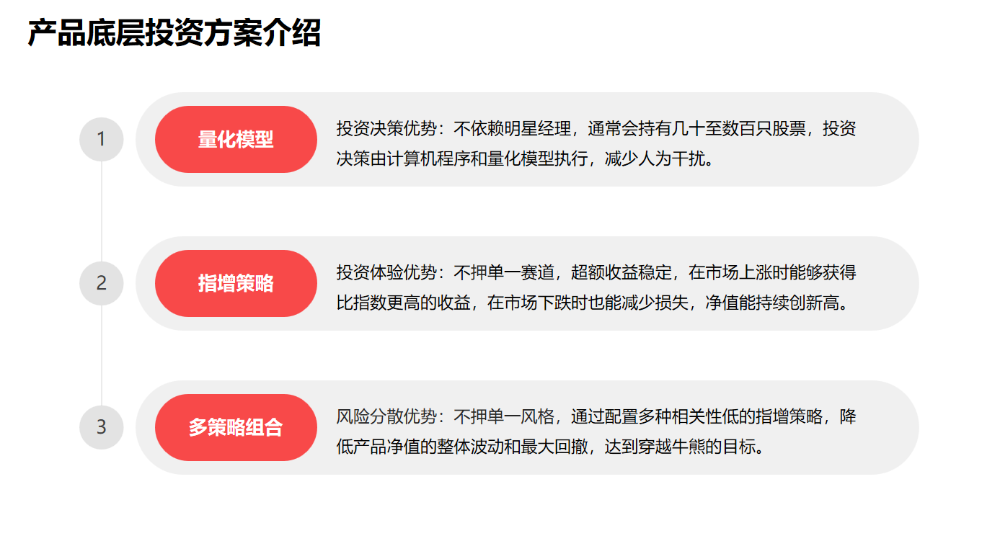 产品底层投资方案介绍
1
量化模型
投资决策优势：不依赖明星经理，通常会持有几十至数百只股票，投资
决策由计算机程序和量化模型执行，减少人为干扰。
2
指增策略
投资体验优势：不押单一赛道，超额收益稳定，在市场上涨时能够获得
比指数更高的收益，在市场下跌时也能减少损失，净值能持续创新高。
3
多策略组合
风险分散优势：不押单一风格，通过配置多种相关性低的指增策略，降
低产品净值的整体波动和最大回撤，达到穿越牛熊的目标。